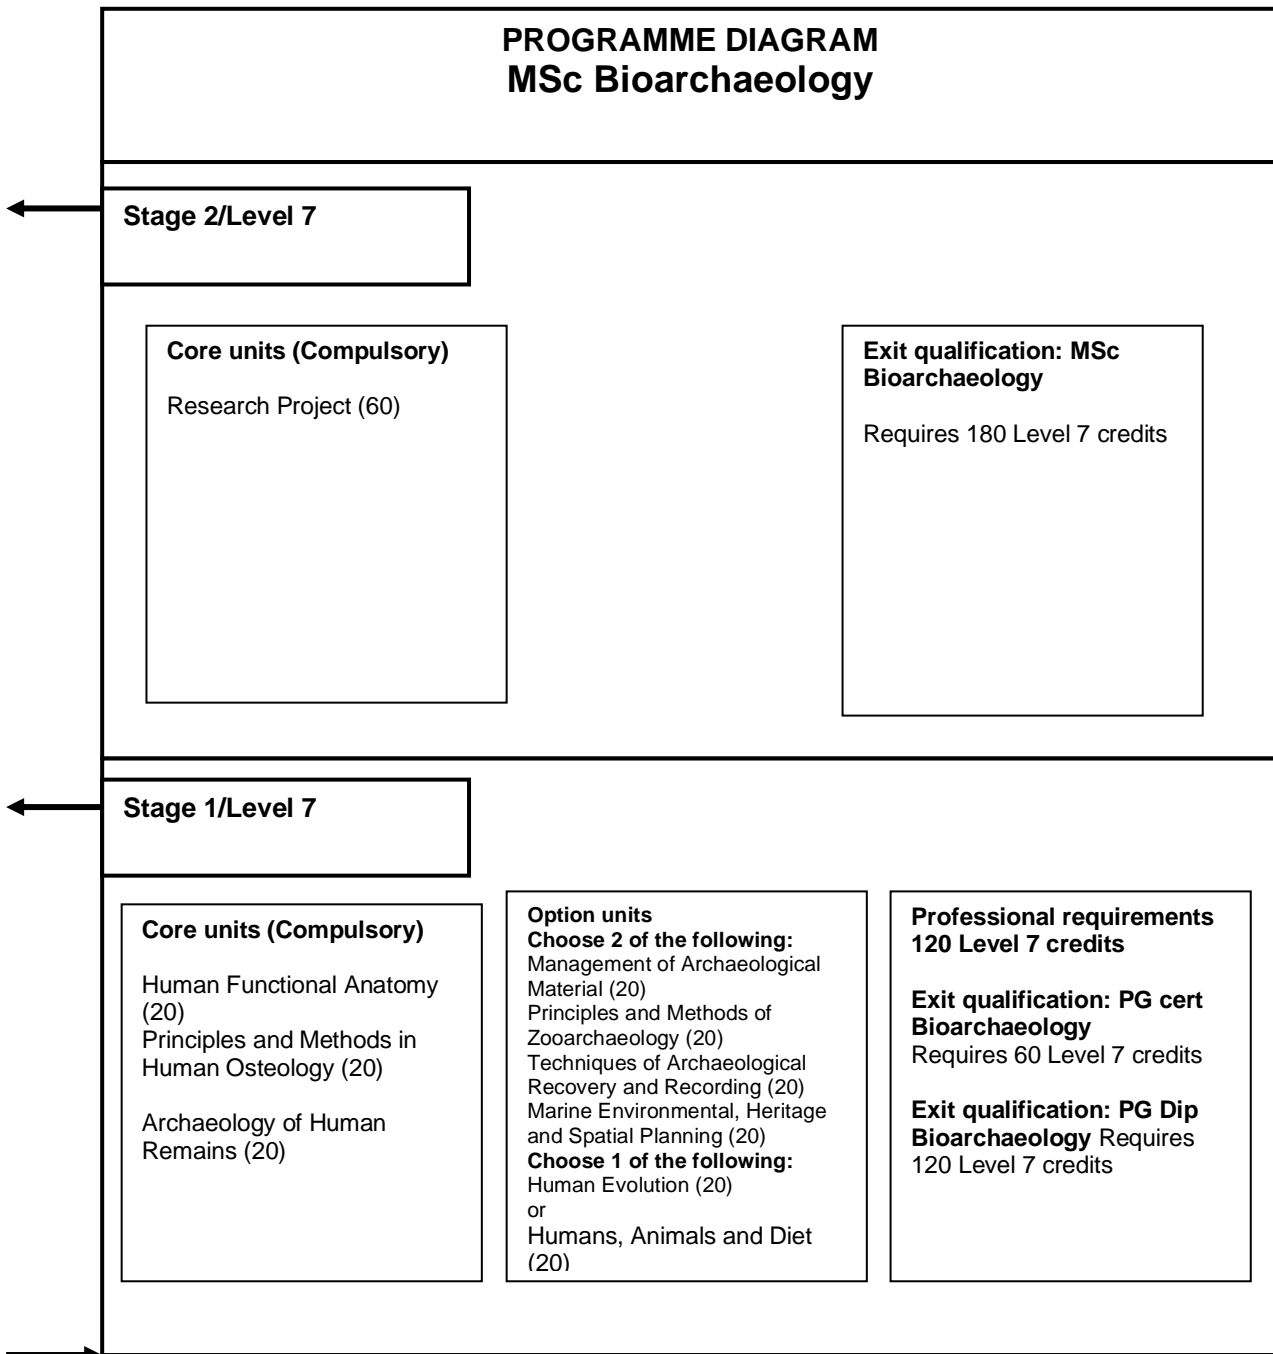 PROGRAMME DIAGRAM
MSc Bioarchaeology
Stage 2/Level 7
Core units (Compulsory)
Research Project (60)
Exit qualification: MSc
Bioarchaeology
Requires 180 Level 7 credits
Stage 1/Level 7
Core units (Compulsory)
Human Functional Anatomy
(20)
Principles and Methods in
Human Osteology (20)
Archaeology of Human
Remains (20)
Option units
Choose 2 of the following:
Management of Archaeological
Material (20)
Principles and Methods of
Zooarchaeology (20)
Techniques of Archaeological
Recovery and Recording (20)
Marine Environmental, Heritage
and Spatial Planning (20)
Choose 1 of the following:
Human Evolution (20)
or
Humans, Animals and Diet
(20)
Professional requirements
120 Level 7 credits
Exit qualification: PG cert
Bioarchaeology
Requires 60 Level 7 credits
Exit qualification: PG Dip
Bioarchaeology Requires
120 Level 7 credits